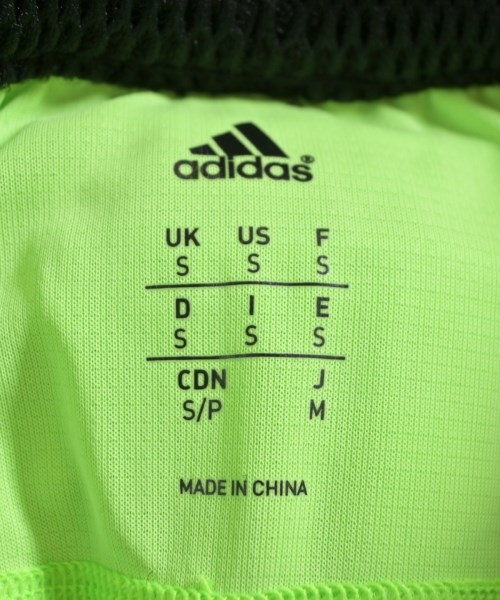 adidas®
UK US F
S S S
D I E
S S S
CDN J
S/P M
MADE IN CHINA